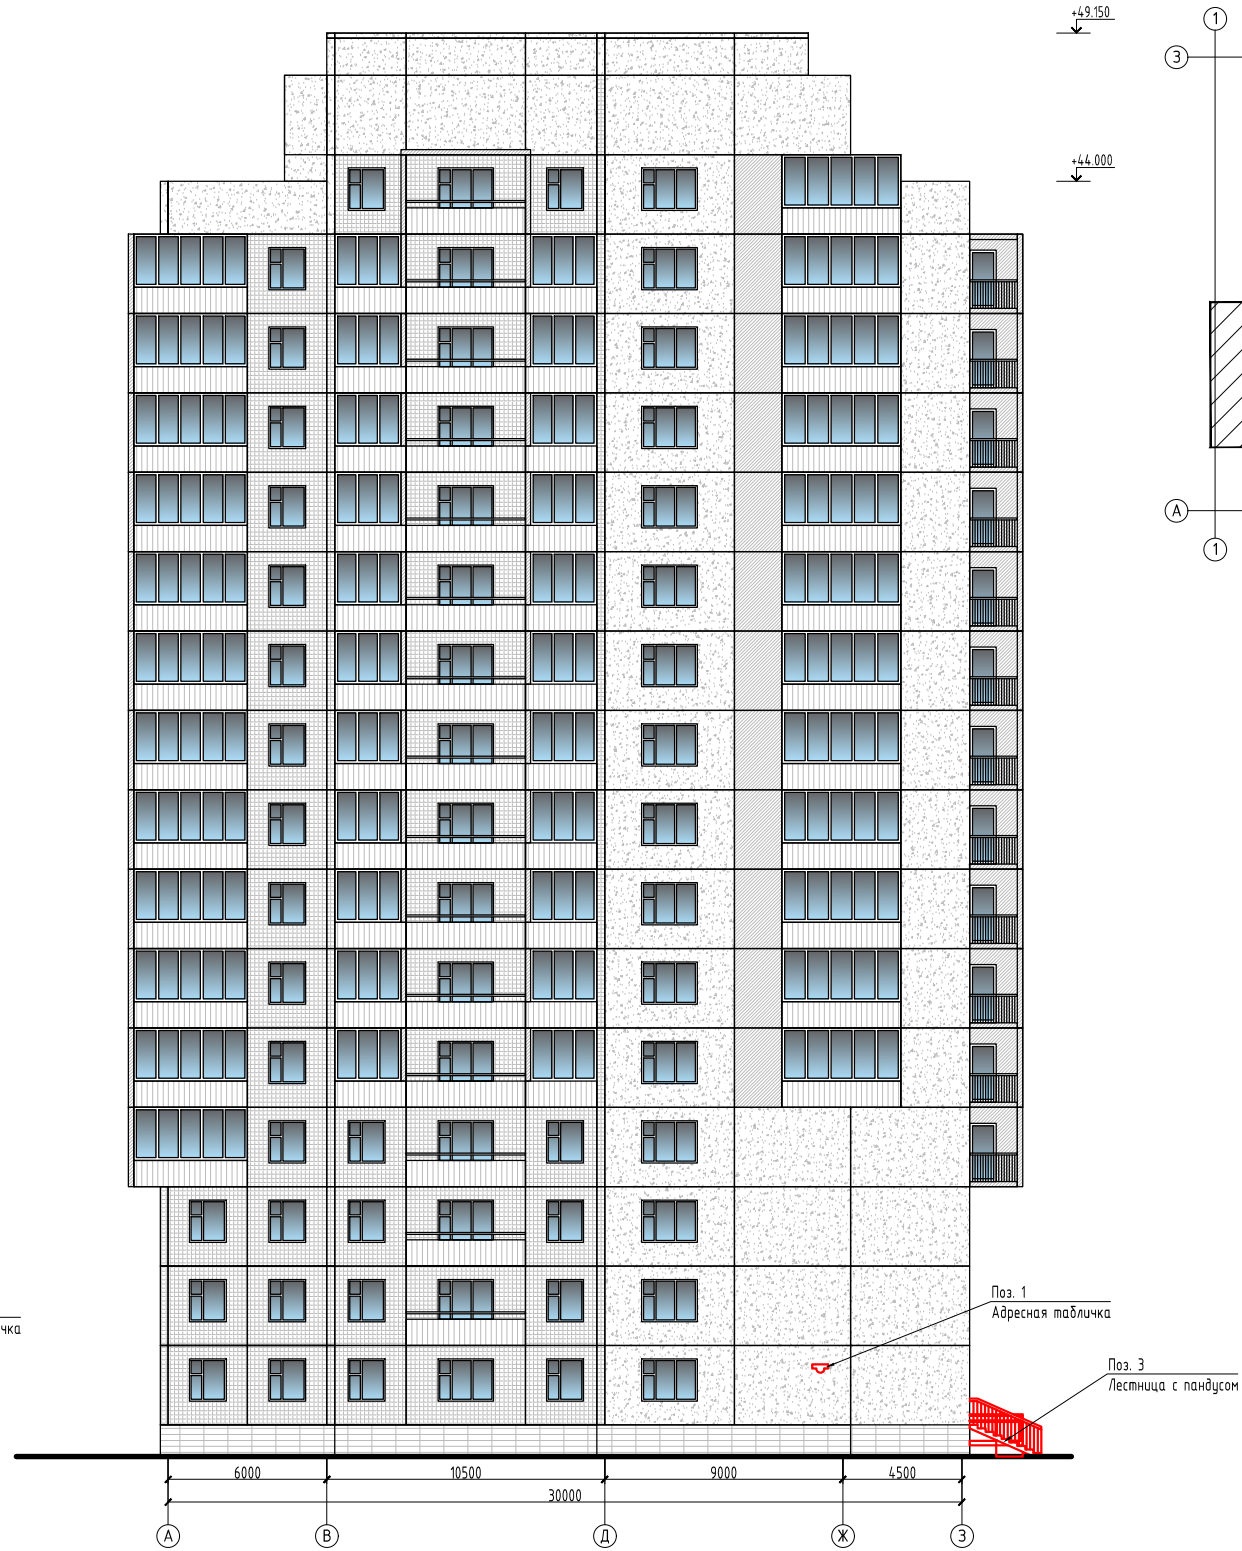 +49.150
1
3
+44.000
А
1
Поз. 1
Адресная табличка
чка
Поз. 3
Лестница с пандусом
6000
10500
9000
4500
30000
А
В
Д
Ж
З